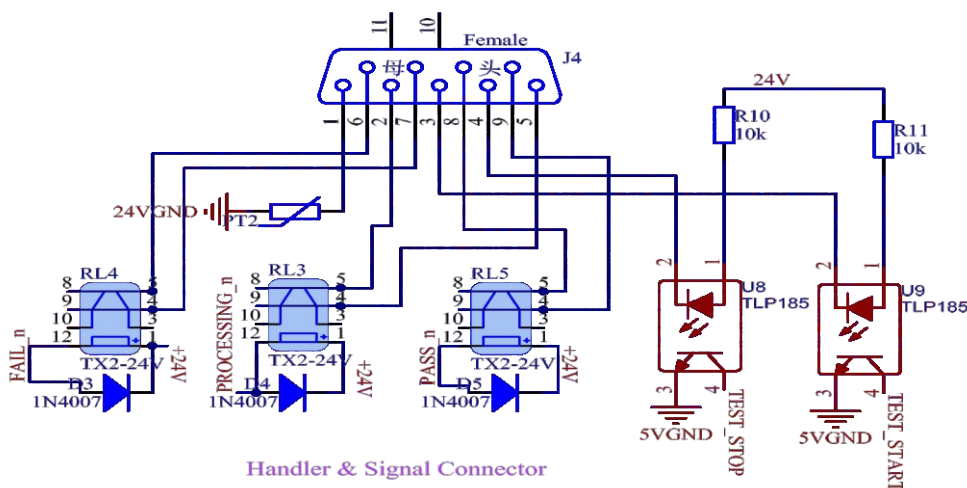 11
10
Female
J4
母
头
1
6
2
7
3
8
4
9
5
24V
R10
10k
R11
10k
24VGND
PT2
RL4
8
9
10
12
5
4
3
TX2-24V
+24V
FAIL_n
D3
1N4007
RL3
8
9
10
12
5
4
3
1
TX2-24V
+24V
PROCESSING_n
D4
1N4007
RL5
8
9
10
12
5
4
3
1
TX2-24V
+24V
PASS_n
D5
1N4007
2
1
U8
TLP185
3
4
5VGND
TEST_STOP
2
1
U9
TLP185
3
4
5VGND
TEST_START
Handler & Signal Connector